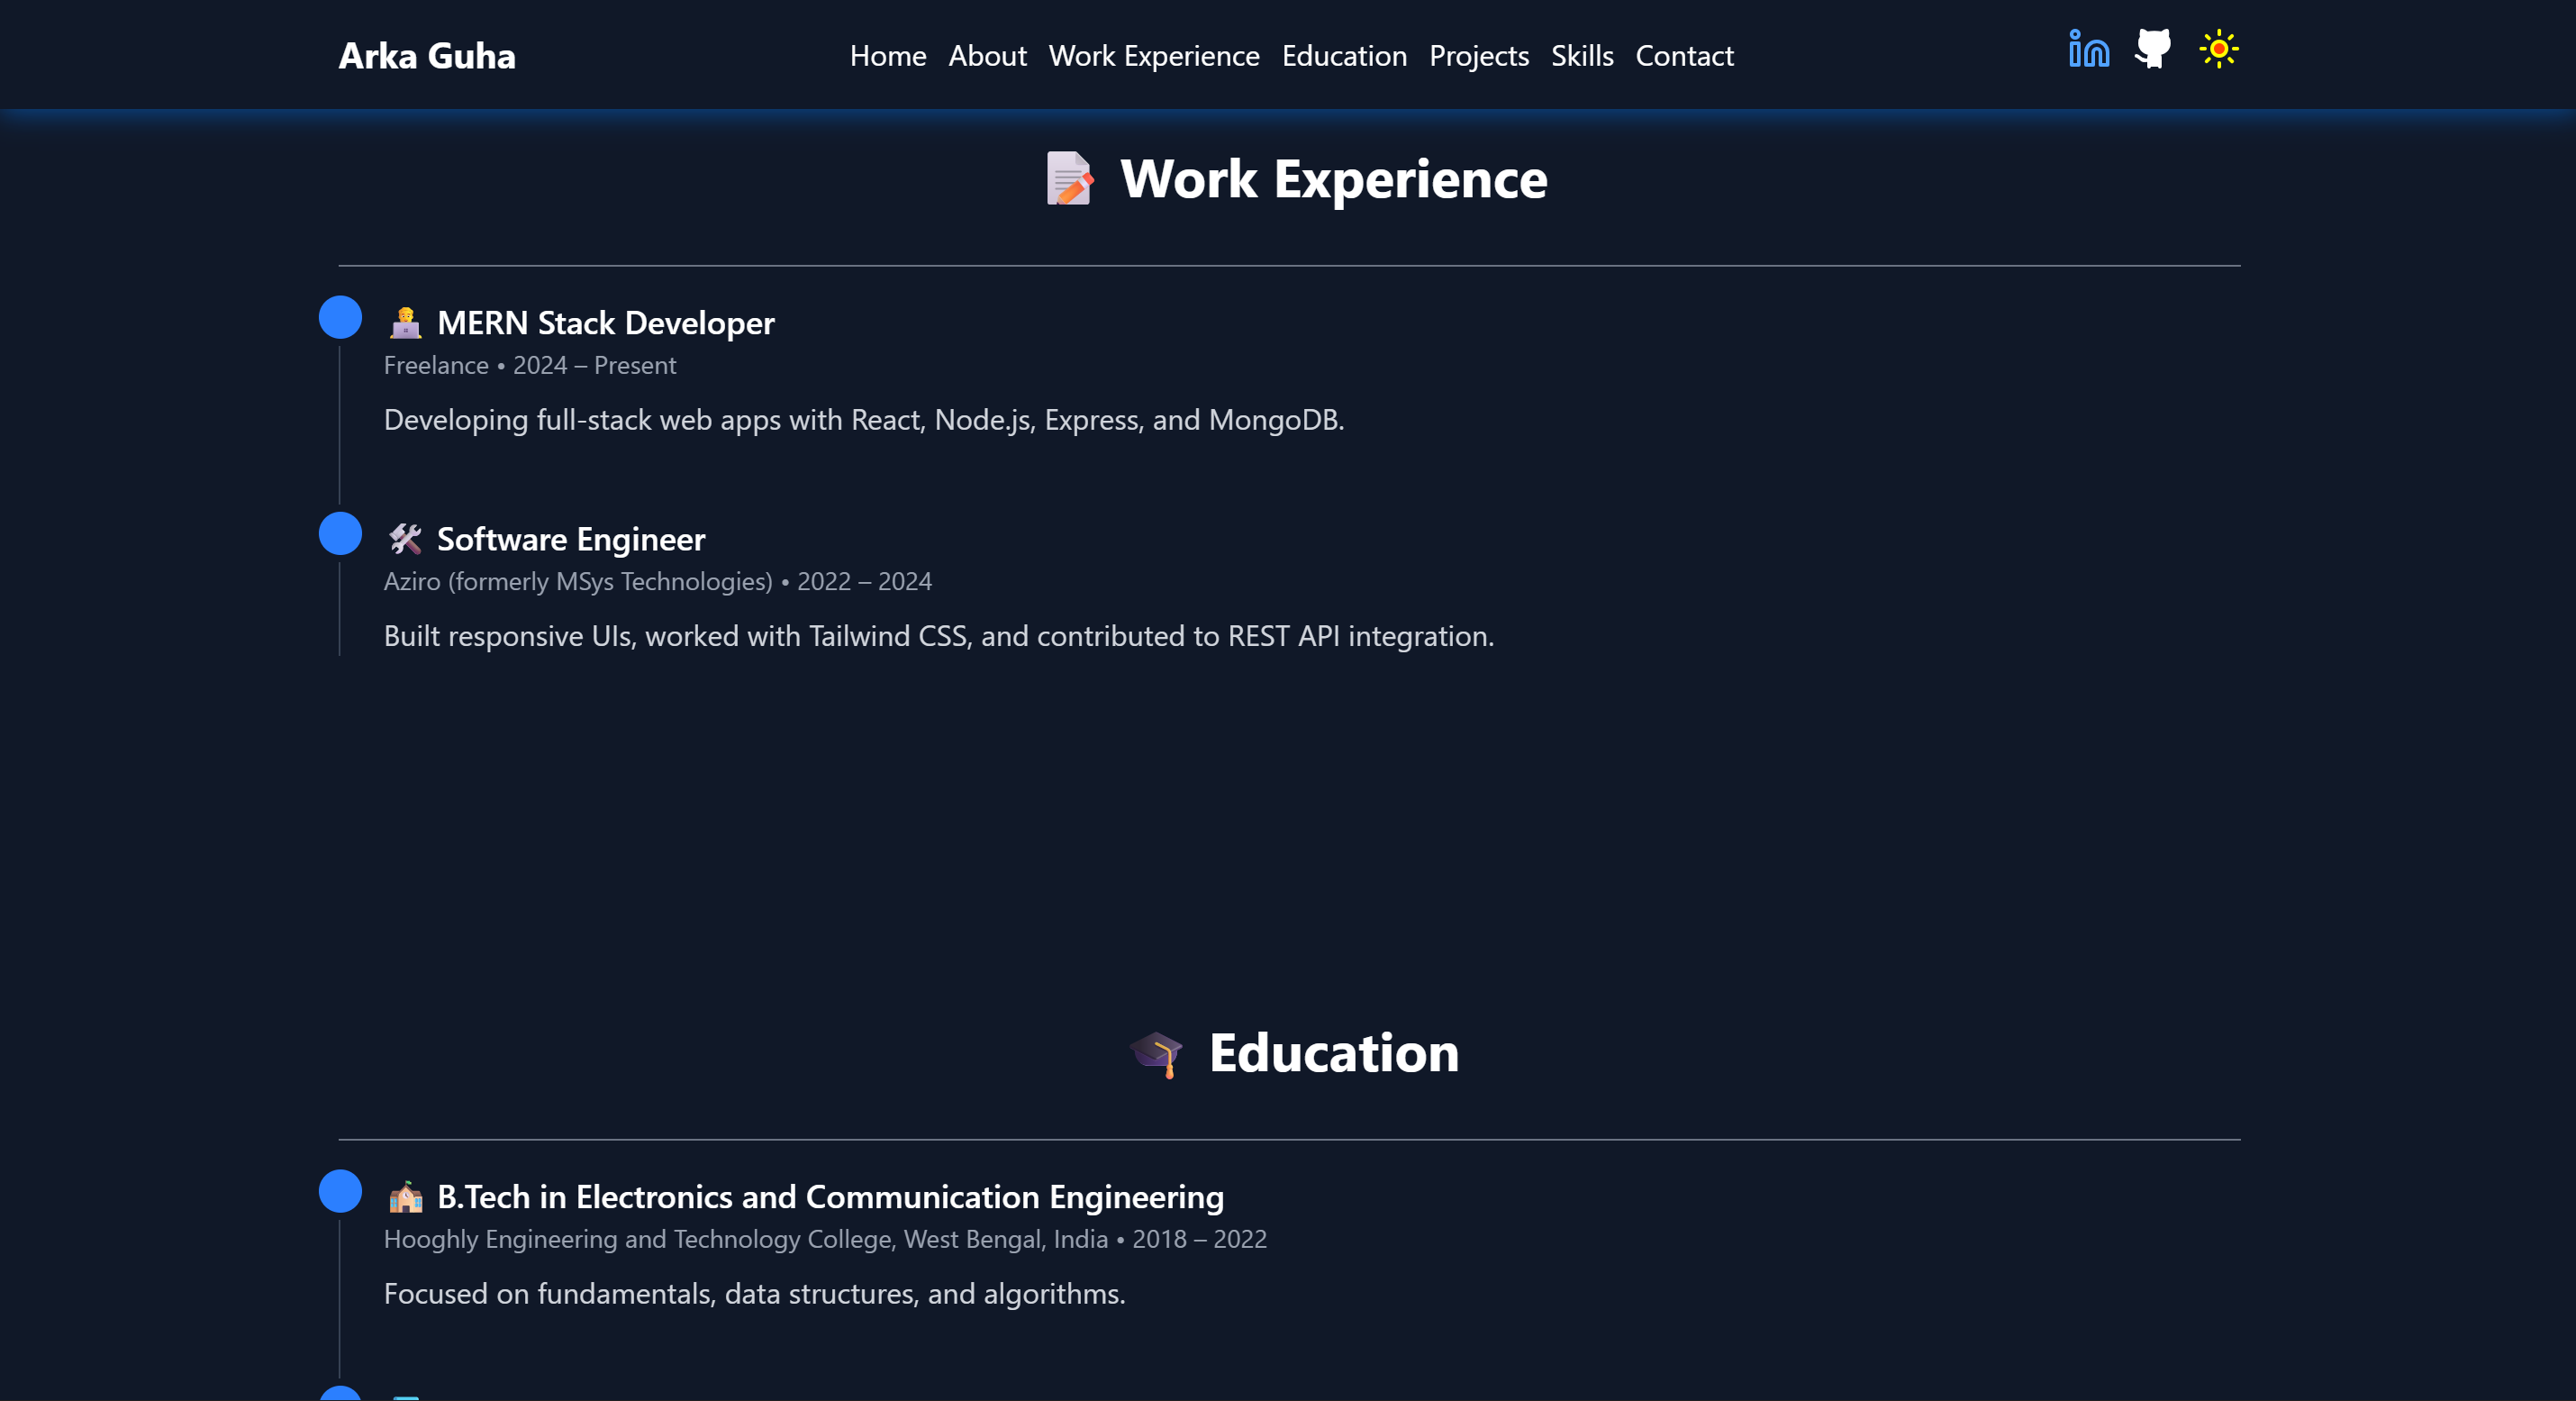 Arka Guha
Home About Work Experience Education Projects Skills Contact
Work Experience
MERN Stack Developer
Freelance • 2024 – Present
Developing full-stack web apps with React, Node.js, Express, and MongoDB.
Software Engineer
Aziro (formerly MSys Technologies) • 2022 – 2024
Built responsive UIs, worked with Tailwind CSS, and contributed to REST API integration.
Education
B.Tech in Electronics and Communication Engineering
Hooghly Engineering and Technology College, West Bengal, India • 2018 – 2022
Focused on fundamentals, data structures, and algorithms.